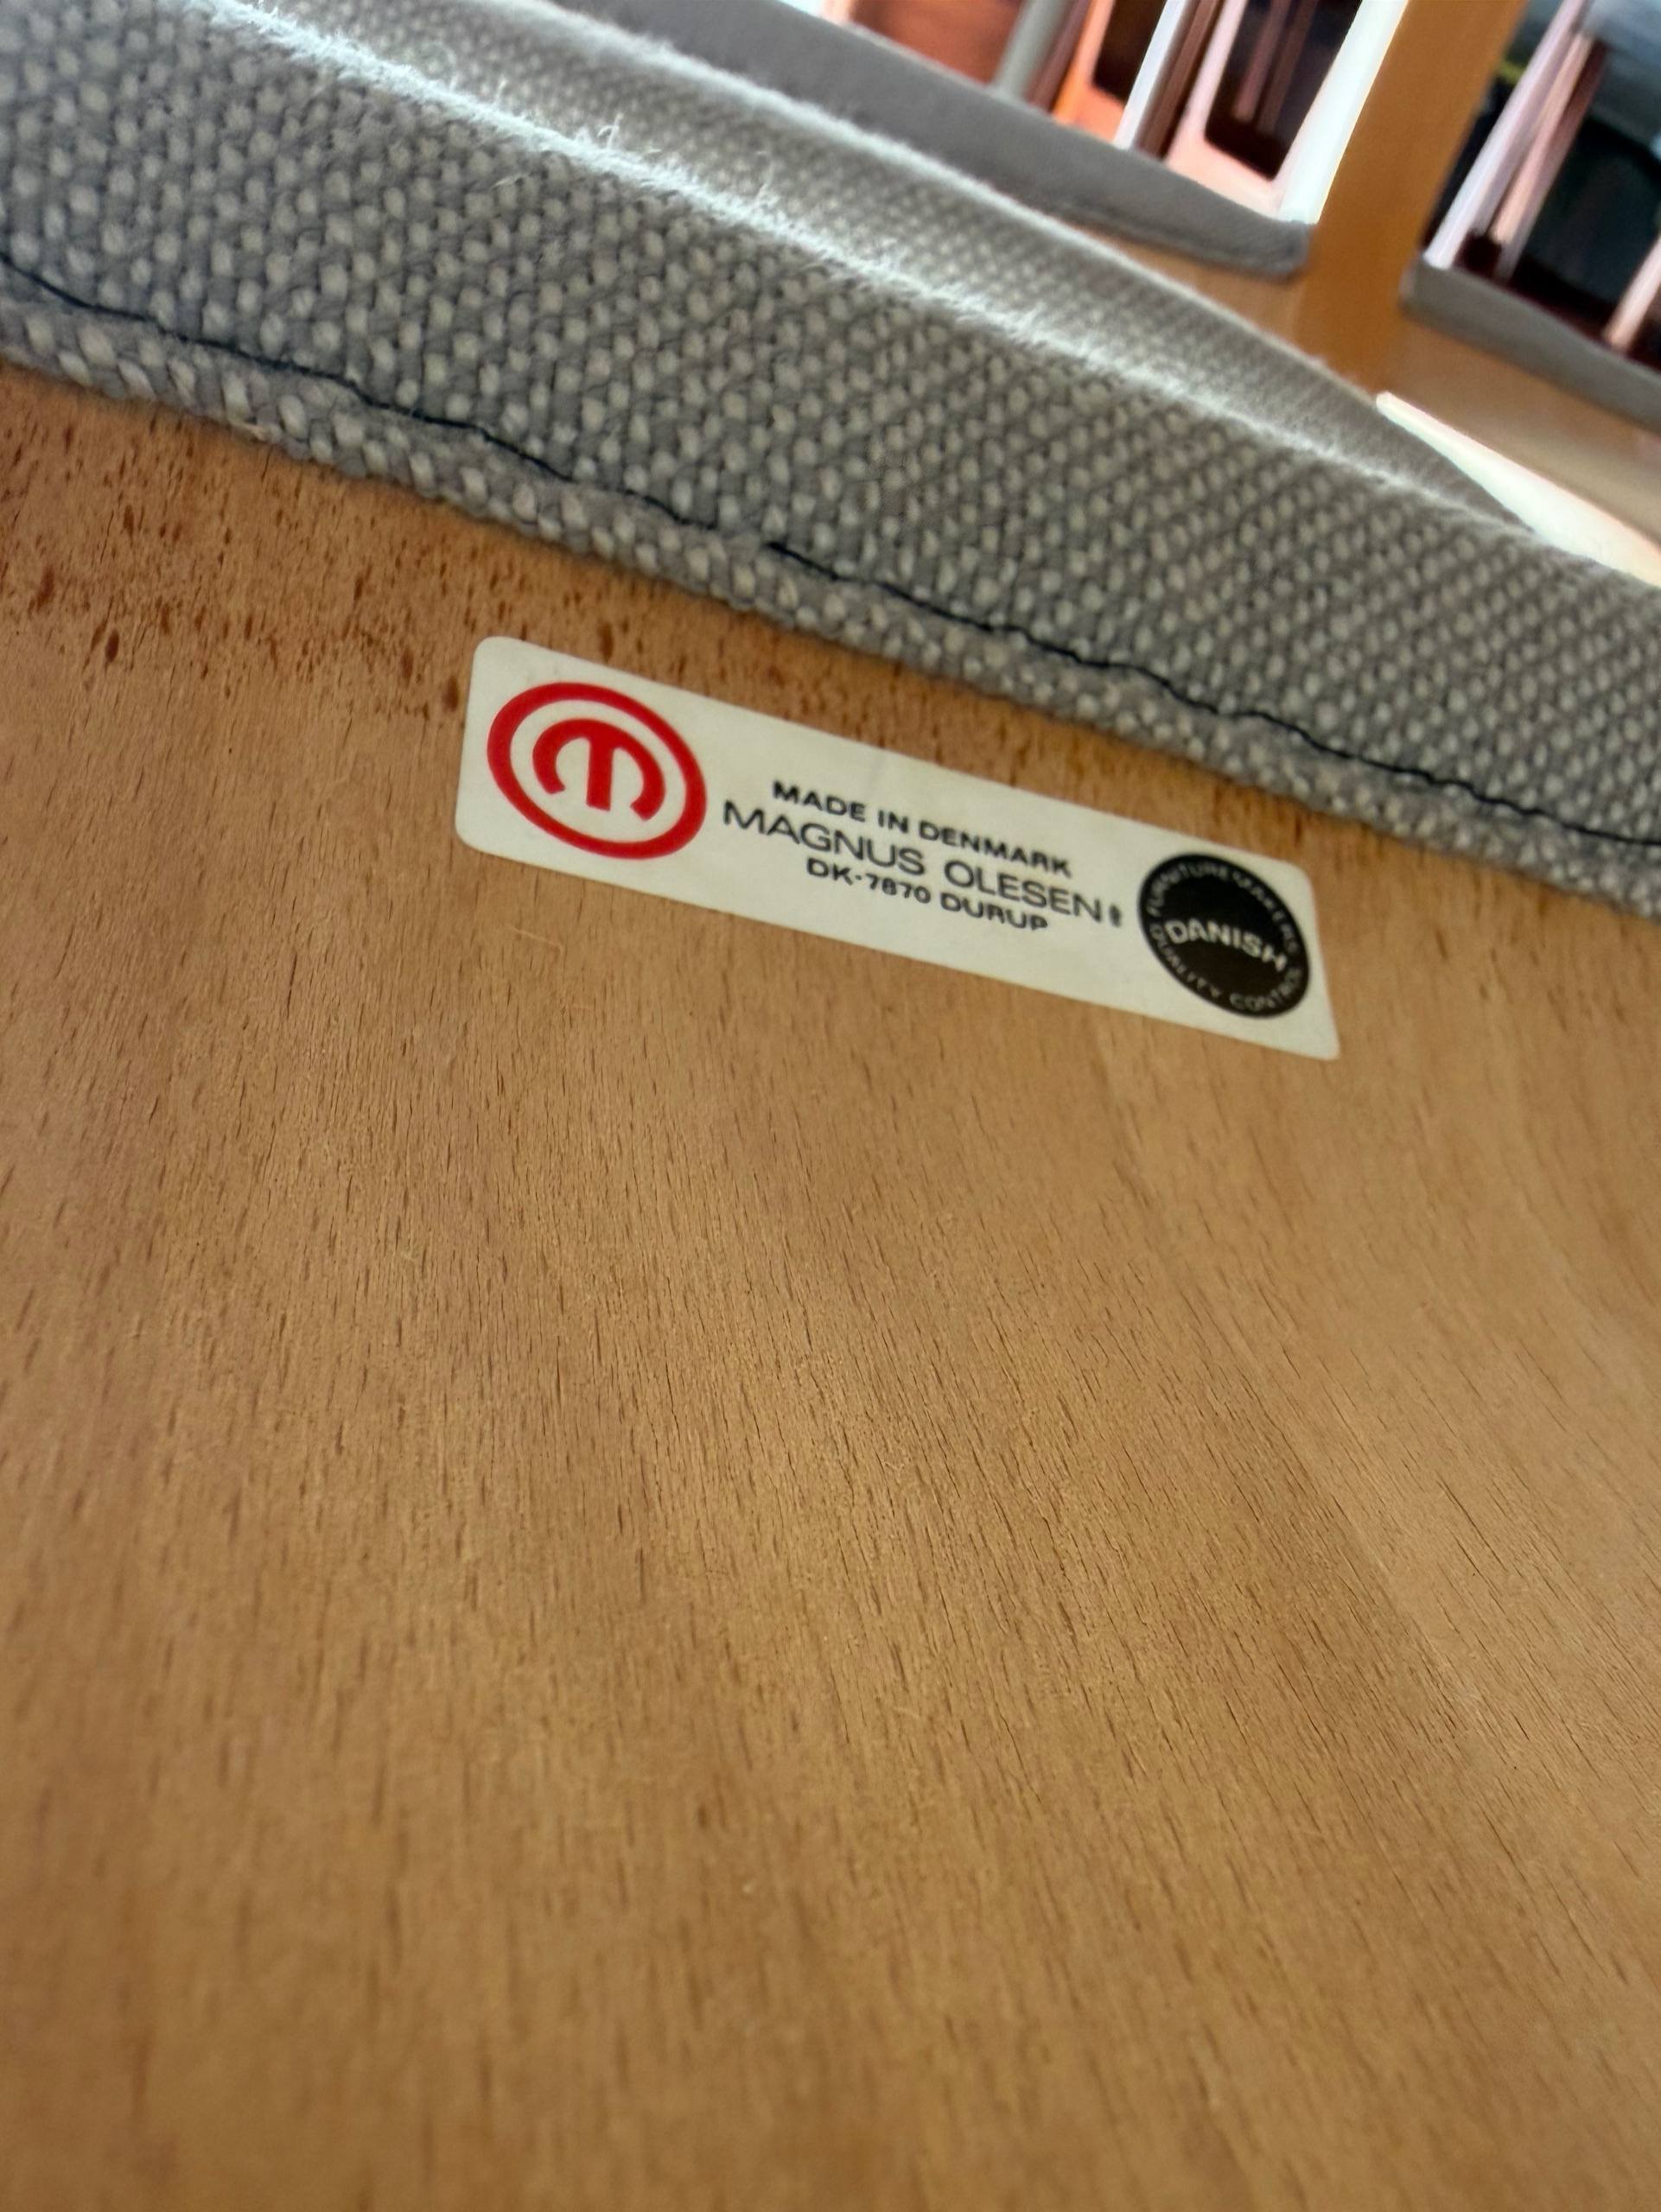 MADE IN DENMARK
MAGNUS OLESEN
DK-7870 DURUP
FURNITUREMAKERS
DANISH
QUALITY CONTROL